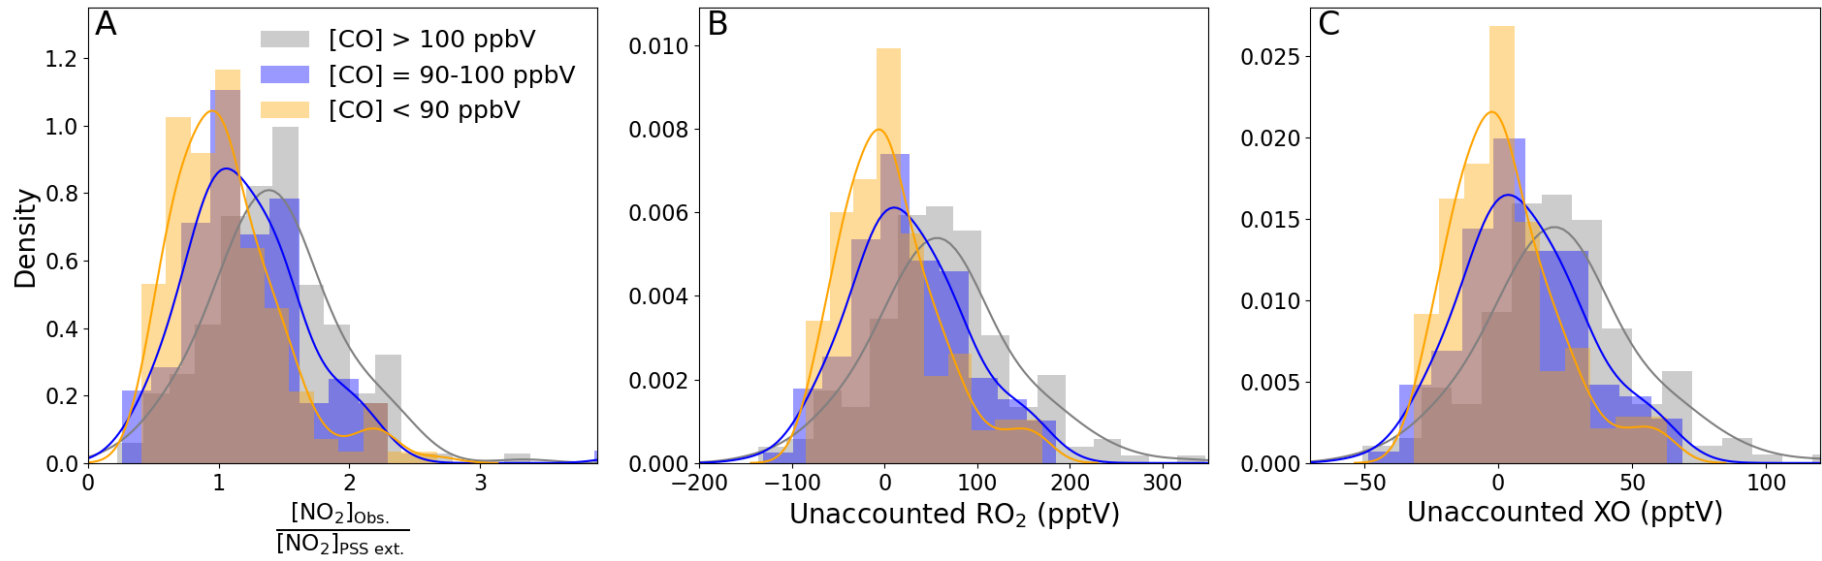 A
[CO] > 100 ppbV
[CO] = 90-100 ppbV
[CO] < 90 ppbV
Density
1.2
1.0
0.8
0.6
0.4
0.2
0.0
0 1 2 3
[NO₂]Obs.
[NO₂]PSS ext.
B
0.010
0.008
0.006
0.004
0.002
0.000
−200 −100 0 100 200 300
Unaccounted RO₂ (pptV)
C
0.025
0.020
0.015
0.010
0.005
0.000
−50 0 50 100
Unaccounted XO (pptV)